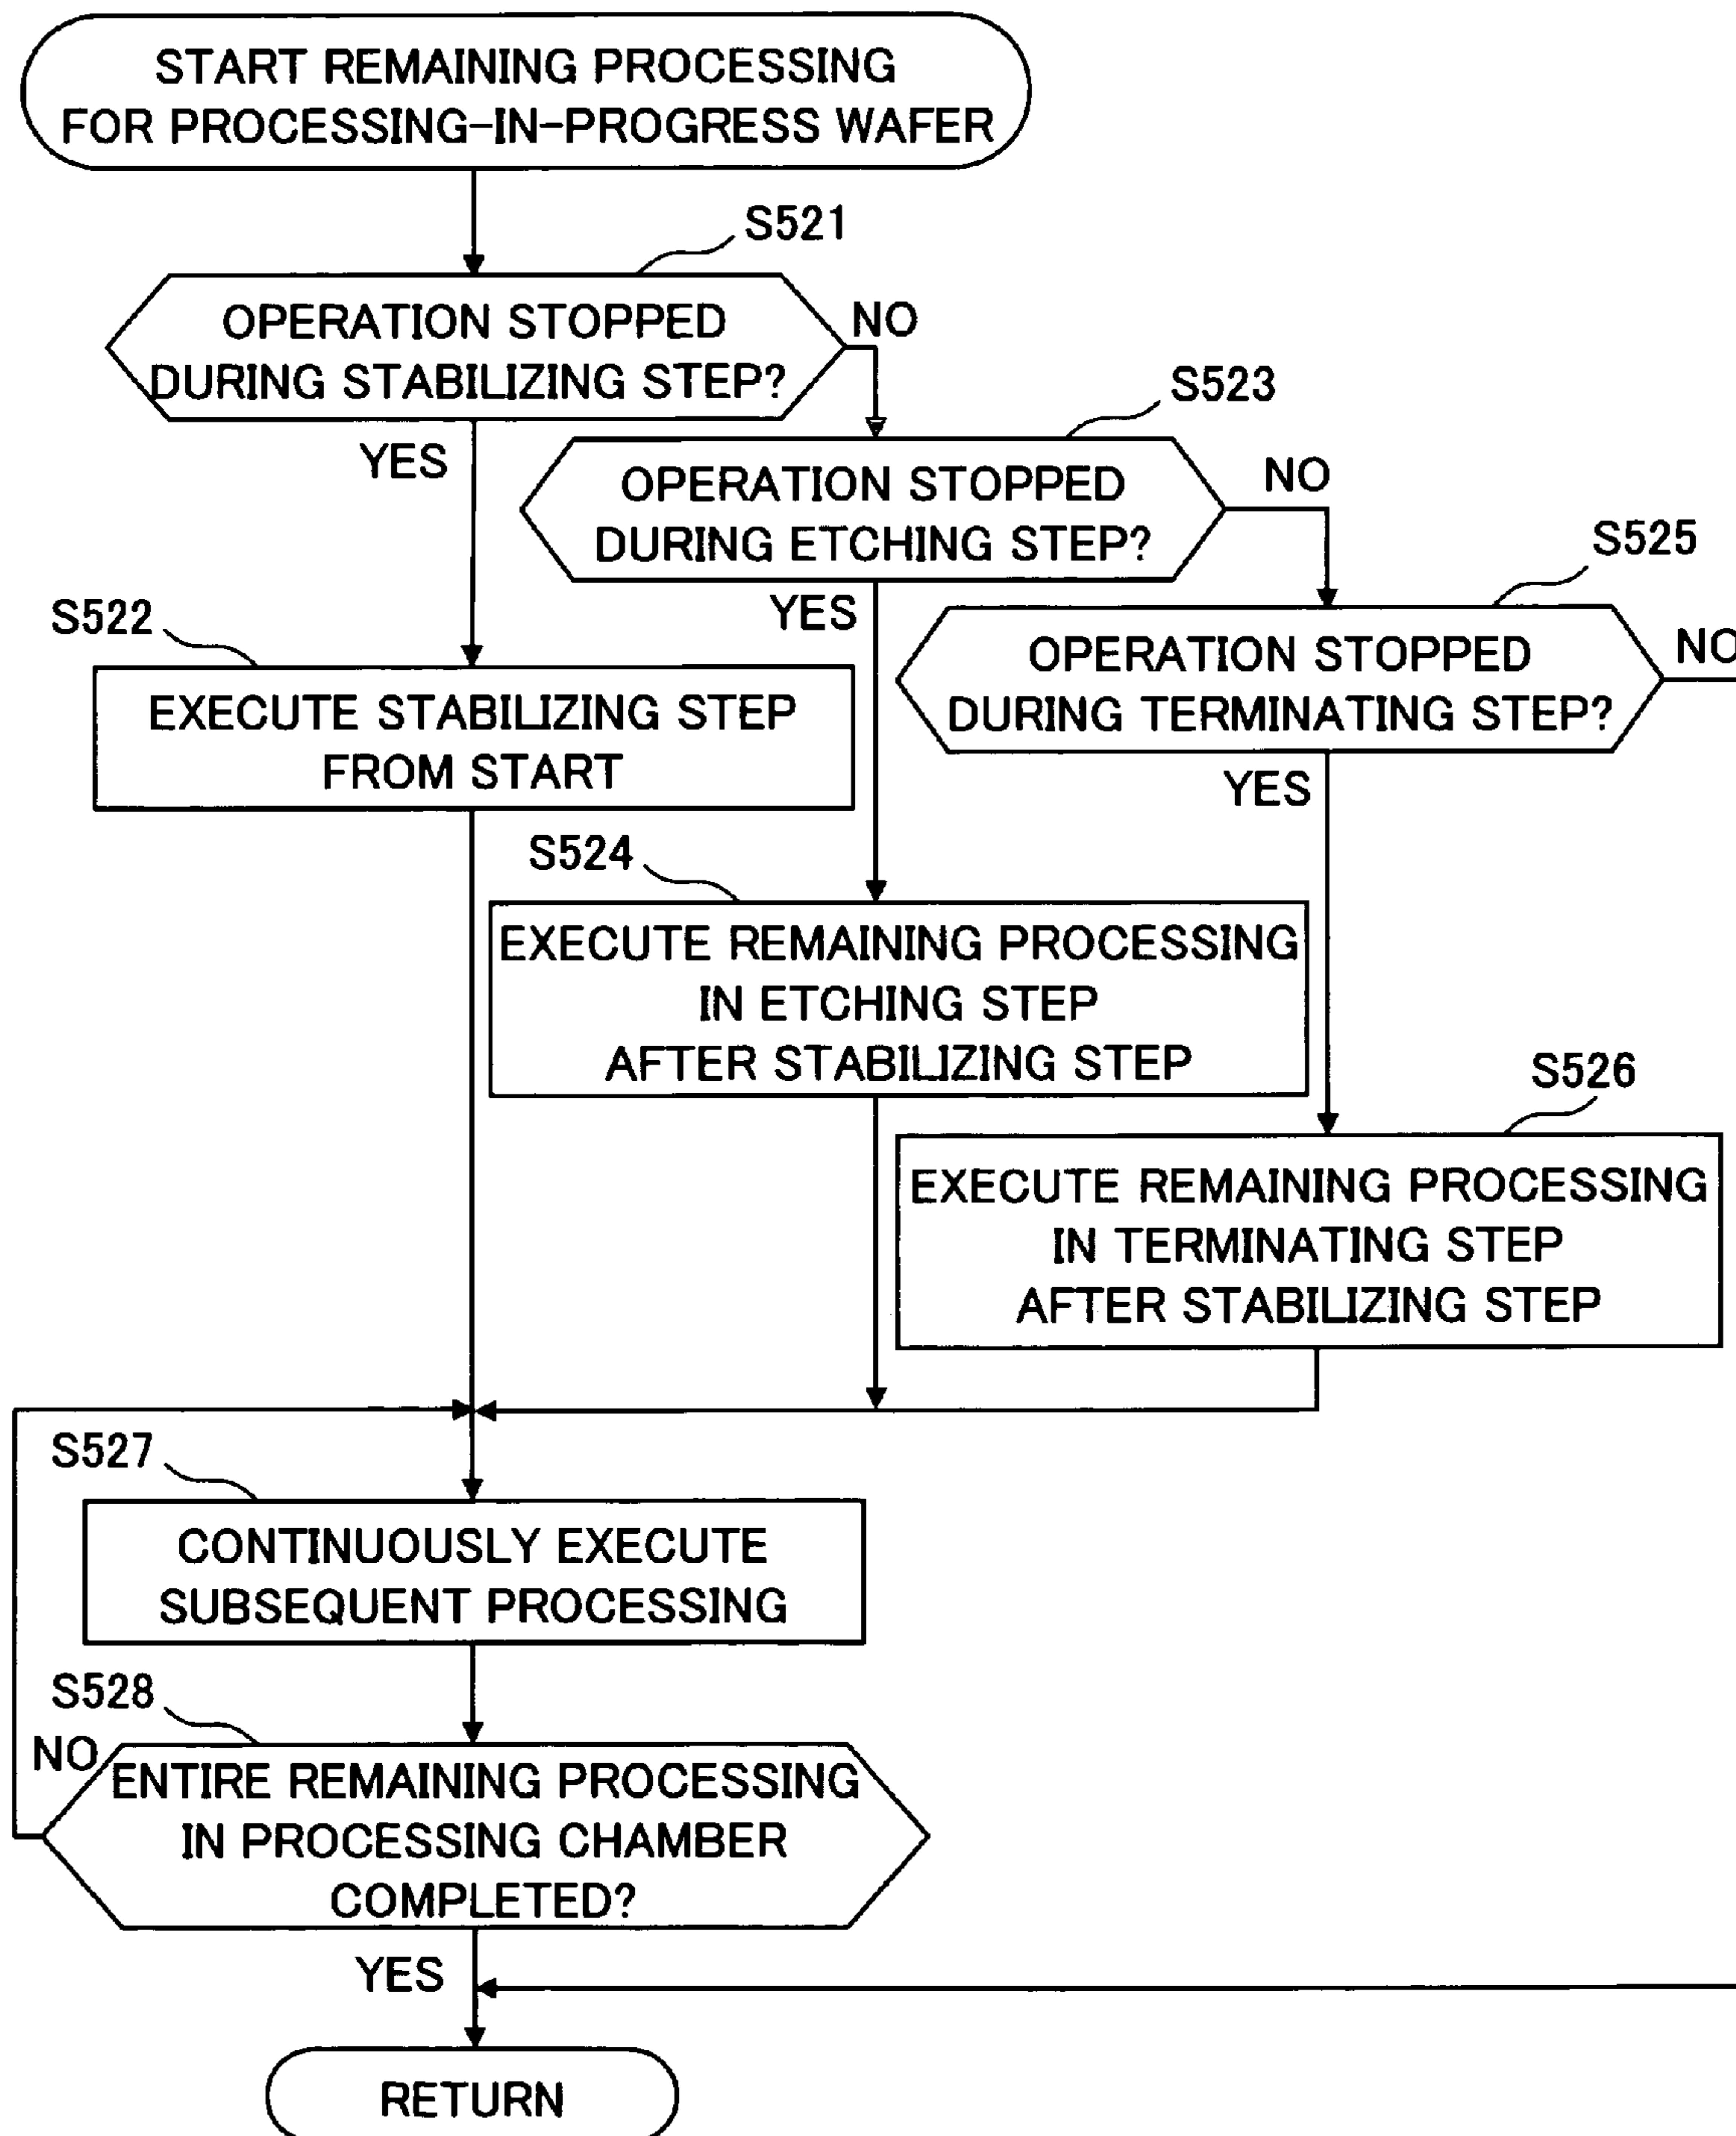 START REMAINING PROCESSING
FOR PROCESSING-IN-PROGRESS WAFER
S521
OPERATION STOPPED
DURING STABILIZING STEP?
NO
YES
S523
OPERATION STOPPED
DURING ETCHING STEP?
NO
YES
S525
OPERATION STOPPED
DURING TERMINATING STEP?
NO
YES
S522
EXECUTE STABILIZING STEP
FROM START
S524
EXECUTE REMAINING PROCESSING
IN ETCHING STEP
AFTER STABILIZING STEP
S526
EXECUTE REMAINING PROCESSING
IN TERMINATING STEP
AFTER STABILIZING STEP
S527
CONTINUOUSLY EXECUTE
SUBSEQUENT PROCESSING
S528
NO
ENTIRE REMAINING PROCESSING
IN PROCESSING CHAMBER
COMPLETED?
YES
RETURN